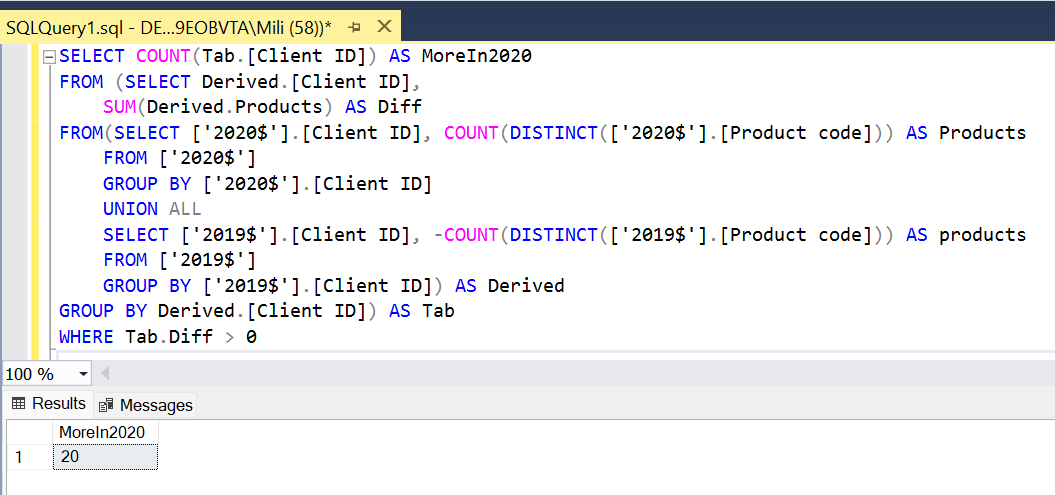 SQLQuery1.sql - DE...9EOBVTA\Mili (58))*
SELECT COUNT(Tab.[Client ID]) AS MoreIn2020
FROM (SELECT Derived.[Client ID],
SUM(Derived.Products) AS Diff
FROM(SELECT ['2020$'].[Client ID], COUNT(DISTINCT(['2020$'].[Product code])) AS Products
FROM ['2020$']
GROUP BY ['2020$'].[Client ID]
UNION ALL
SELECT ['2019$'].[Client ID], -COUNT(DISTINCT(['2019$'].[Product code])) AS products
FROM ['2019$']
GROUP BY ['2019$'].[Client ID]) AS Derived
GROUP BY Derived.[Client ID]) AS Tab
WHERE Tab.Diff > 0
100 %
Results Messages
MoreIn2020
1 20